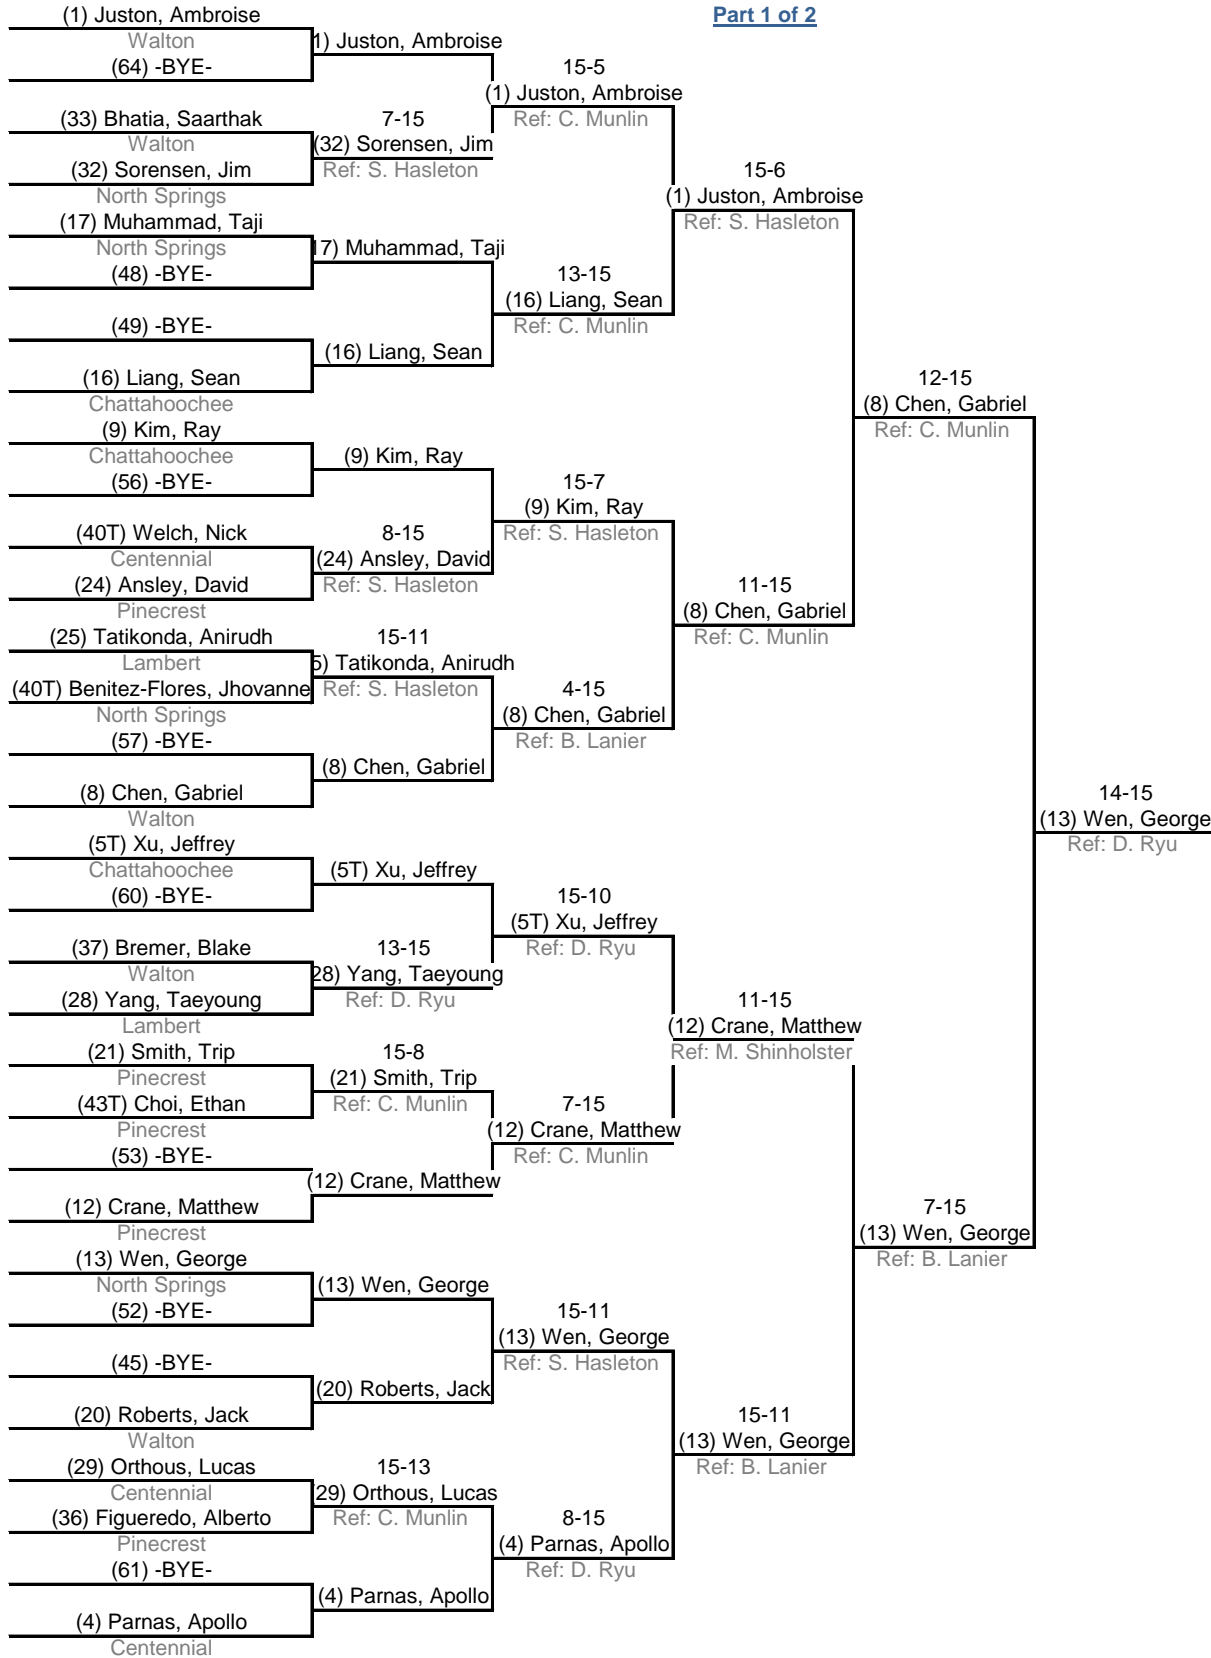 Part 1 of 2
(1) Juston, Ambroise
Walton
(64) -BYE-
(33) Bhatia, Saarthak
Walton
(32) Sorensen, Jim
North Springs
(17) Muhammad, Taji
North Springs
(48) -BYE-
(49) -BYE-
(16) Liang, Sean
Chattahoochee
(9) Kim, Ray
Chattahoochee
(56) -BYE-
(40T) Welch, Nick
Centennial
(24) Ansley, David
Pinecrest
(25) Tatikonda, Anirudh
Lambert
(40T) Benitez-Flores, Jhovanne
North Springs
(57) -BYE-
(8) Chen, Gabriel
Walton
(5T) Xu, Jeffrey
Chattahoochee
(60) -BYE-
(37) Bremer, Blake
Walton
(28) Yang, Taeyoung
Lambert
(21) Smith, Trip
Pinecrest
(43T) Choi, Ethan
Pinecrest
(53) -BYE-
(12) Crane, Matthew
Pinecrest
(13) Wen, George
North Springs
(52) -BYE-
(45) -BYE-
(20) Roberts, Jack
Walton
(29) Orthous, Lucas
Centennial
(36) Figueredo, Alberto
Pinecrest
(61) -BYE-
(4) Parnas, Apollo
Centennial
1) Juston, Ambroise
7-15
(32) Sorensen, Jim
Ref: S. Hasleton
17) Muhammad, Taji
(16) Liang, Sean
(9) Kim, Ray
8-15
(24) Ansley, David
Ref: S. Hasleton
15-11
5) Tatikonda, Anirudh
Ref: S. Hasleton
(8) Chen, Gabriel
(5T) Xu, Jeffrey
13-15
28) Yang, Taeyoung
Ref: D. Ryu
15-8
(21) Smith, Trip
Ref: C. Munlin
(12) Crane, Matthew
(13) Wen, George
(20) Roberts, Jack
15-13
29) Orthous, Lucas
Ref: C. Munlin
(4) Parnas, Apollo
15-5
(1) Juston, Ambroise
Ref: C. Munlin
13-15
(16) Liang, Sean
Ref: C. Munlin
15-7
(9) Kim, Ray
Ref: S. Hasleton
4-15
(8) Chen, Gabriel
Ref: B. Lanier
15-10
(5T) Xu, Jeffrey
Ref: D. Ryu
7-15
(12) Crane, Matthew
Ref: C. Munlin
15-11
(13) Wen, George
Ref: S. Hasleton
8-15
(4) Parnas, Apollo
Ref: D. Ryu
15-6
(1) Juston, Ambroise
Ref: S. Hasleton
11-15
(8) Chen, Gabriel
Ref: C. Munlin
11-15
(12) Crane, Matthew
Ref: M. Shinholster
15-11
(13) Wen, George
Ref: B. Lanier
12-15
(8) Chen, Gabriel
Ref: C. Munlin
7-15
(13) Wen, George
Ref: B. Lanier
14-15
(13) Wen, George
Ref: D. Ryu